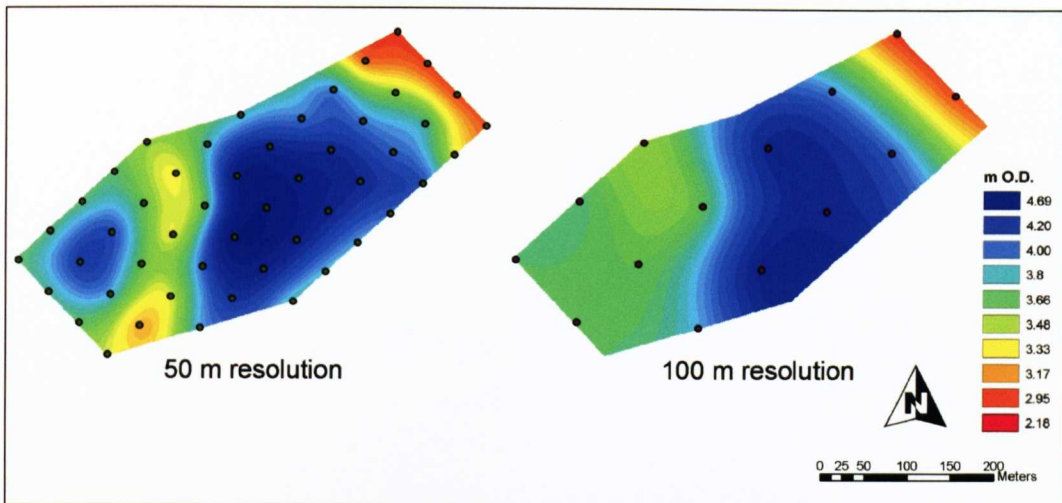 50 m resolution
100 m resolution
m O.D.
4.69
4.20
4.00
3.8
3.66
3.48
3.33
3.17
2.95
2.18
N
0 25 50 100 150 200
Meters